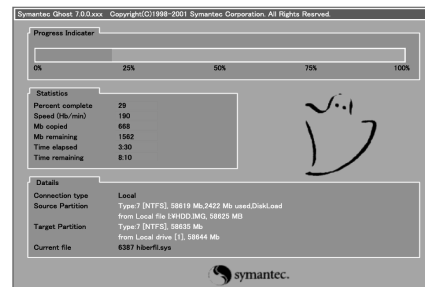 Symantec Ghost 7.0.0.xxx Copyright(C)1998-2001 Symantec Corporation. All Rights Resrved.
Progress Indicater
0% 25% 50% 75% 100%
Statistics
Percent complete 29
Speed (Hb/min) 190
Mb copied 668
Mb remaining 1562
Time elapsed 3:30
Time remaining 8:10
Datails
Connection type Local
Source Partition Type:7 [NTFS], 58619 Mb,2422 Mb used,DiskLoad
from Local file I:¥HDD.IMG, 58625 MB
Target Partition Type:7 [NTFS], 58635 Mb
from Local drive [1], 58644 Mb
Current file 6387 hiberfil.sys
symantec.